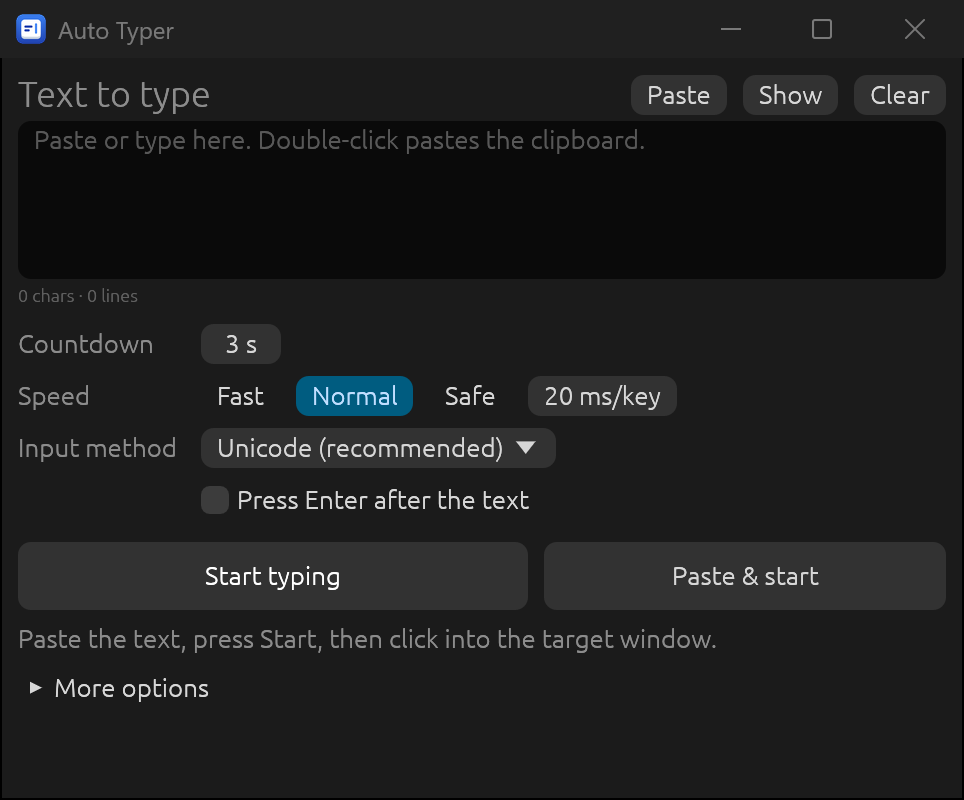 Auto Typer
Text to type Paste Show Clear
Paste or type here. Double-click pastes the clipboard.
0 chars · 0 lines
Countdown 3 s
Speed Fast Normal Safe 20 ms/key
Input method Unicode (recommended)
Press Enter after the text
Start typing Paste & start
Paste the text, press Start, then click into the target window.
More options